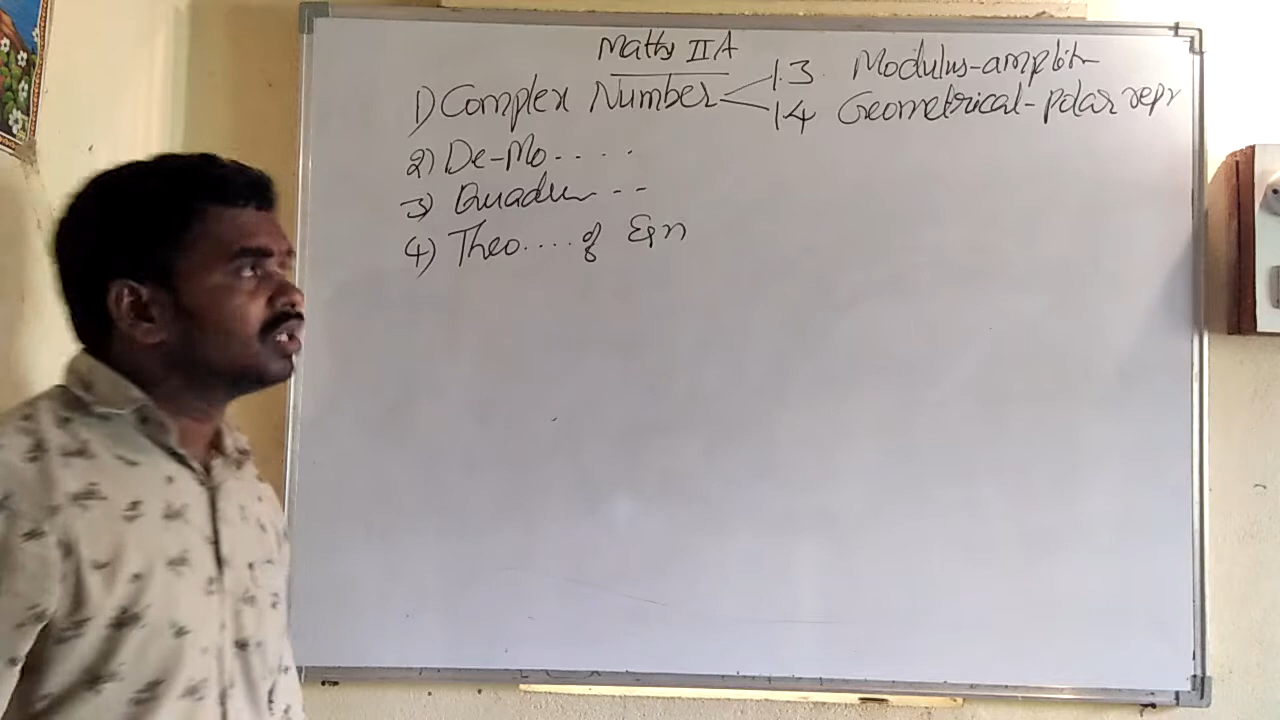 Maths IIA
1) Complex Number 1.3. Modulus-amplit
1.4 Geometrical-polar repr
2) De-Mo.....
3) Quadr --
4) Theo.... of Eqn